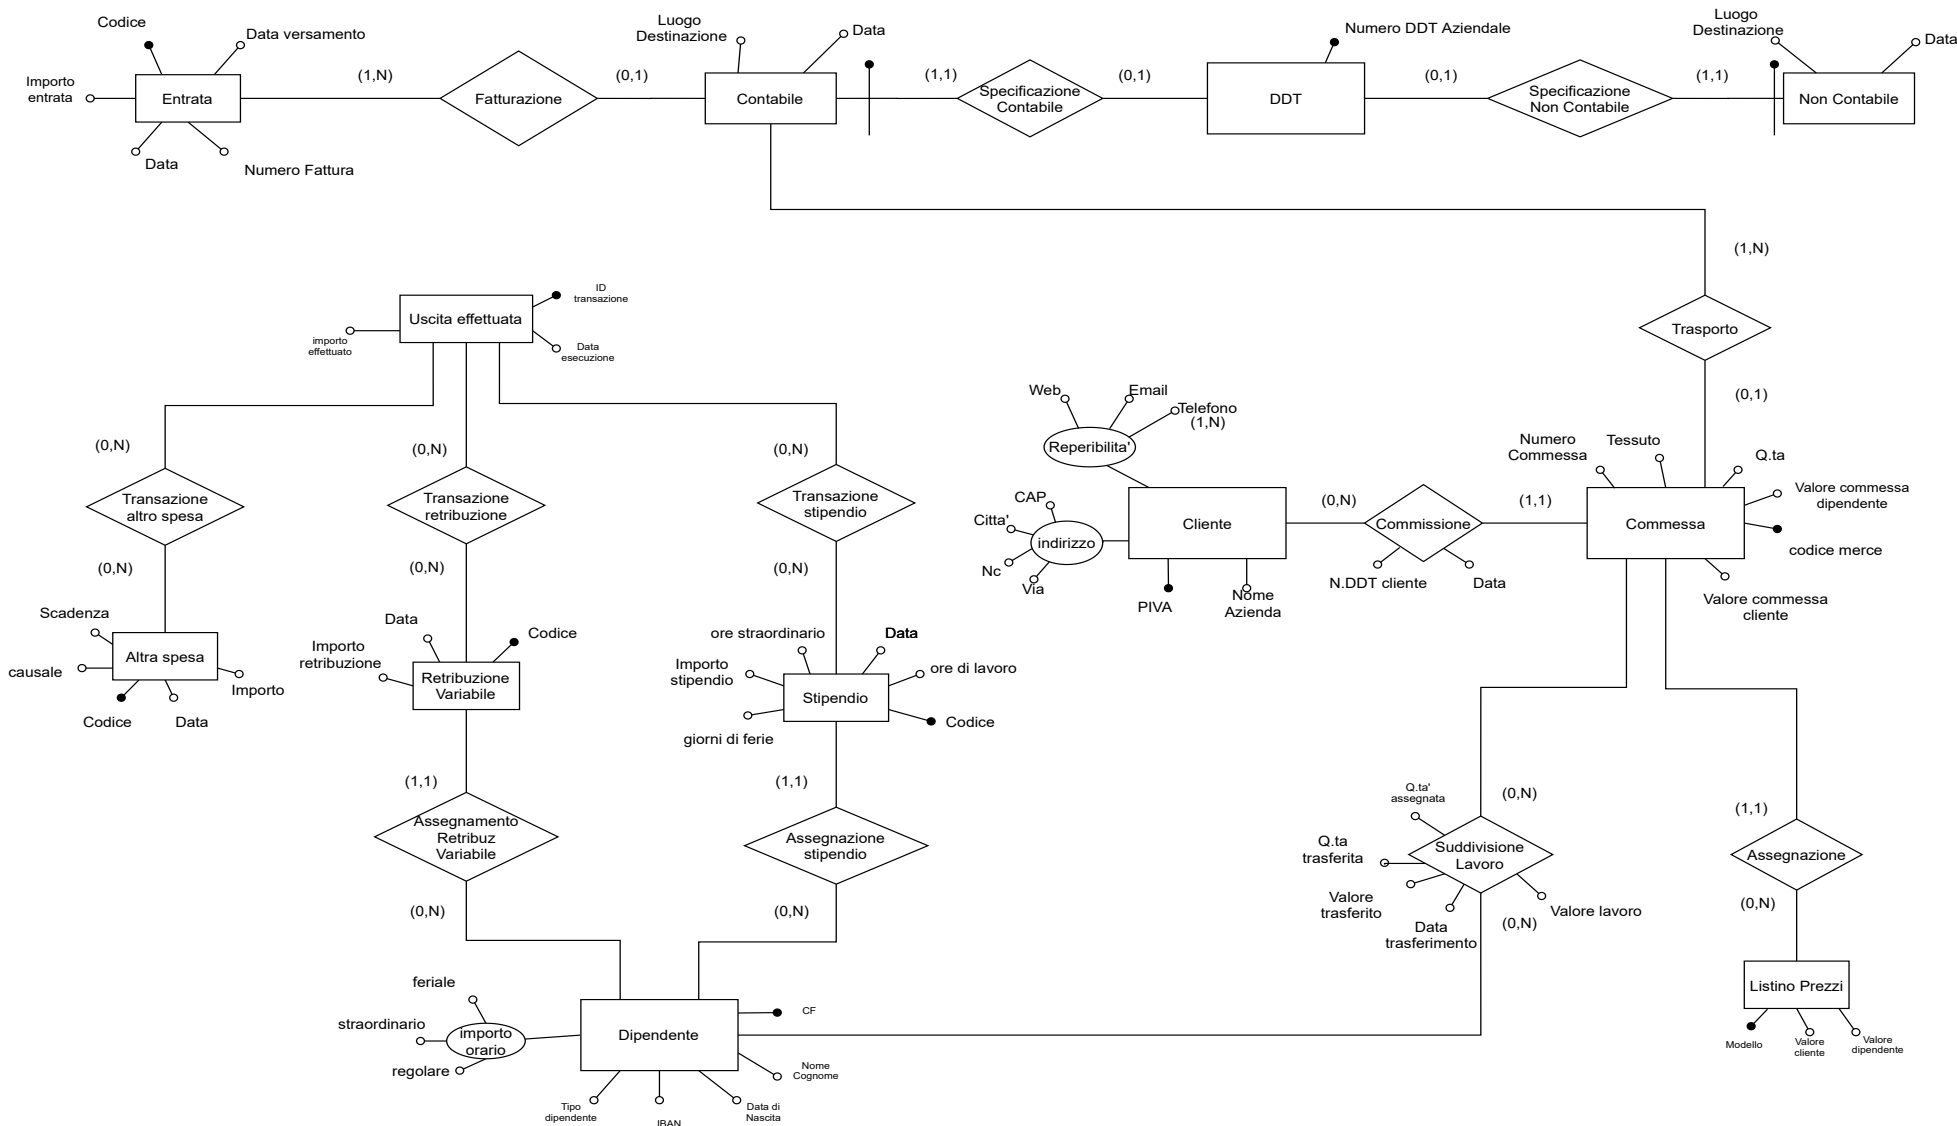 Codice
Data versamento
Importo
entrata
Entrata
Data
Numero Fattura
(1,N)
Fatturazione
(0,1)
Luogo
Destinazione
Data
Contabile
(1,1)
Specificazione
Contabile
(0,1)
Numero DDT Aziendale
DDT
(0,1)
Specificazione
Non Contabile
(1,1)
Luogo
Destinazione
Data
Non Contabile
(1,N)
Trasporto
(0,1)
ID
transazione
Uscita effettuata
importo
effettuato
Data
esecuzione
(0,N)
(0,N)
(0,N)
Transazione
altro spesa
Transazione
retribuzione
Transazione
stipendio
(0,N)
(0,N)
(0,N)
Web
Email
Telefono
(1,N)
Reperibilita'
CAP
Citta'
indirizzo
Nc
Via
Cliente
PIVA
Nome
Azienda
(0,N)
Commissione
(1,1)
N.DDT cliente
Data
Numero
Commessa
Tessuto
Q.ta
Valore commessa
dipendente
Commessa
codice merce
Valore commessa
cliente
Scadenza
Altra spesa
causale
Importo
Codice
Data
Data
Codice
Importo
retribuzione
Retribuzione
Variabile
ore straordinario
Data
Importo
stipendio
ore di lavoro
Stipendio
Codice
giorni di ferie
(1,1)
(1,1)
Assegnamento
Retribuz
Variabile
Assegnazione
stipendio
(0,N)
(0,N)
Q.ta'
assegnata
(0,N)
Q.ta
trasferita
Suddivisione
Lavoro
Valore
trasferito
Data
trasferimento
(0,N)
Valore lavoro
(1,1)
Assegnazione
(0,N)
Listino Prezzi
Modello
Valore
cliente
Valore
dipendente
feriale
straordinario
importo
orario
regolare
Dipendente
CF
Nome
Cognome
Tipo
dipendente
IBAN
Data di
Nascita